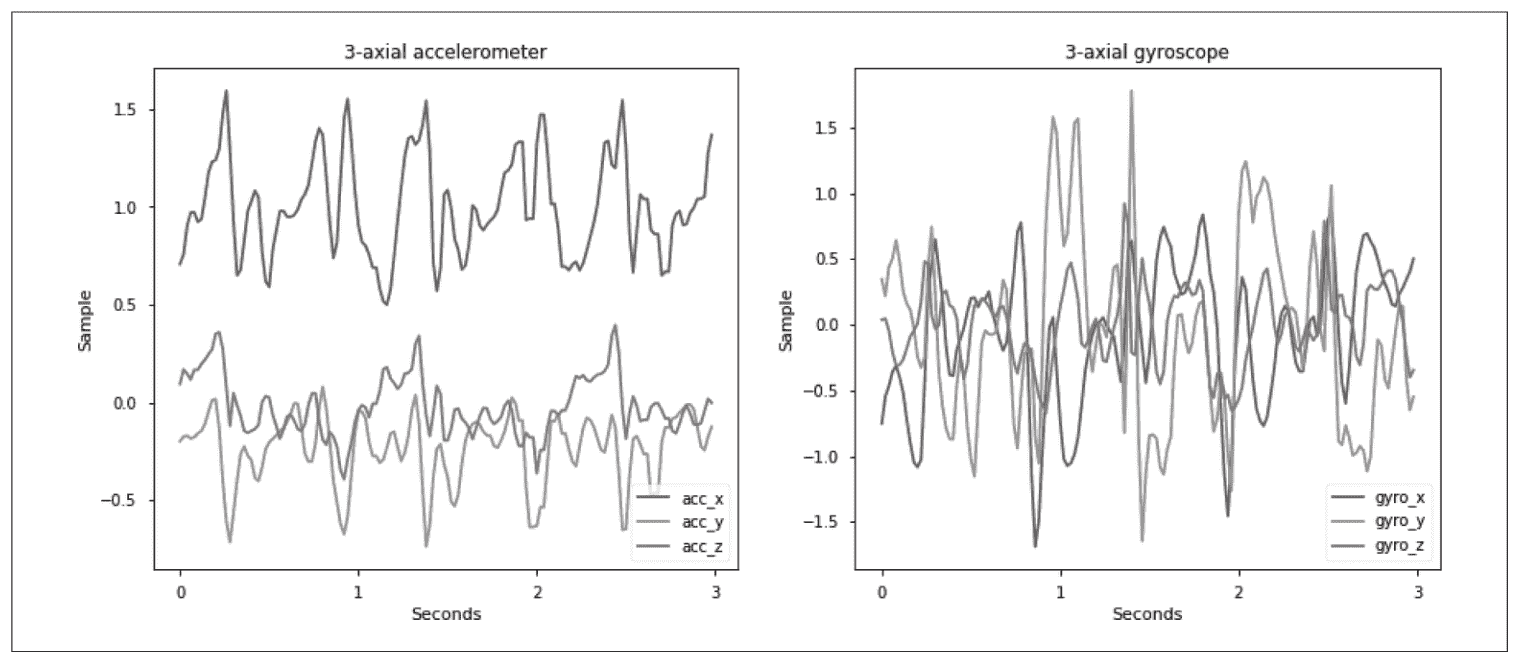 3-axial accelerometer
1.5
1.0
0.5
0.0
−0.5
Sample
0
1
2
3
Seconds
acc_x
acc_y
acc_z
3-axial gyroscope
1.5
1.0
0.5
0.0
−0.5
−1.0
−1.5
Sample
0
1
2
3
Seconds
gyro_x
gyro_y
gyro_z